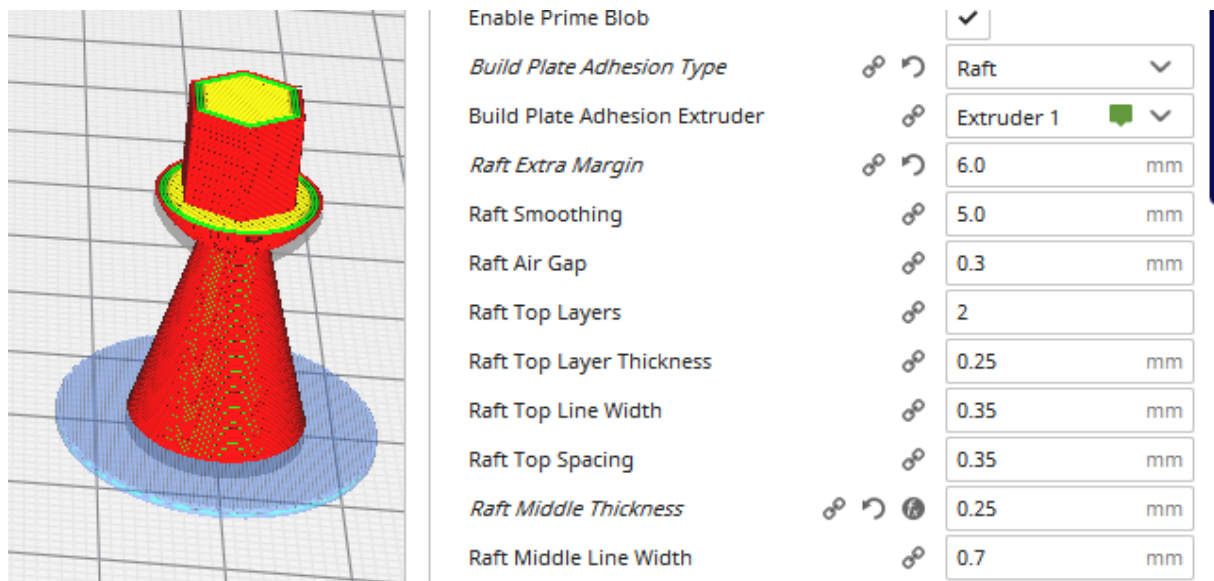 Enable Prime Blob
Build Plate Adhesion Type Raft
Build Plate Adhesion Extruder Extruder 1
Raft Extra Margin 6.0 mm
Raft Smoothing 5.0 mm
Raft Air Gap 0.3 mm
Raft Top Layers 2
Raft Top Layer Thickness 0.25 mm
Raft Top Line Width 0.35 mm
Raft Top Spacing 0.35 mm
Raft Middle Thickness 0.25 mm
Raft Middle Line Width 0.7 mm